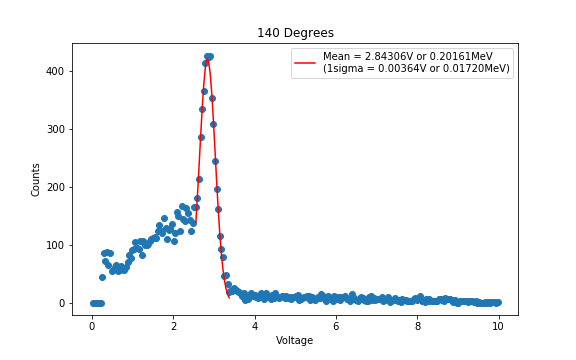 140 Degrees
Mean = 2.84306V or 0.20161MeV
(1sigma = 0.00364V or 0.01720MeV)
Counts
400
300
200
100
0
0 2 4 6 8 10
Voltage